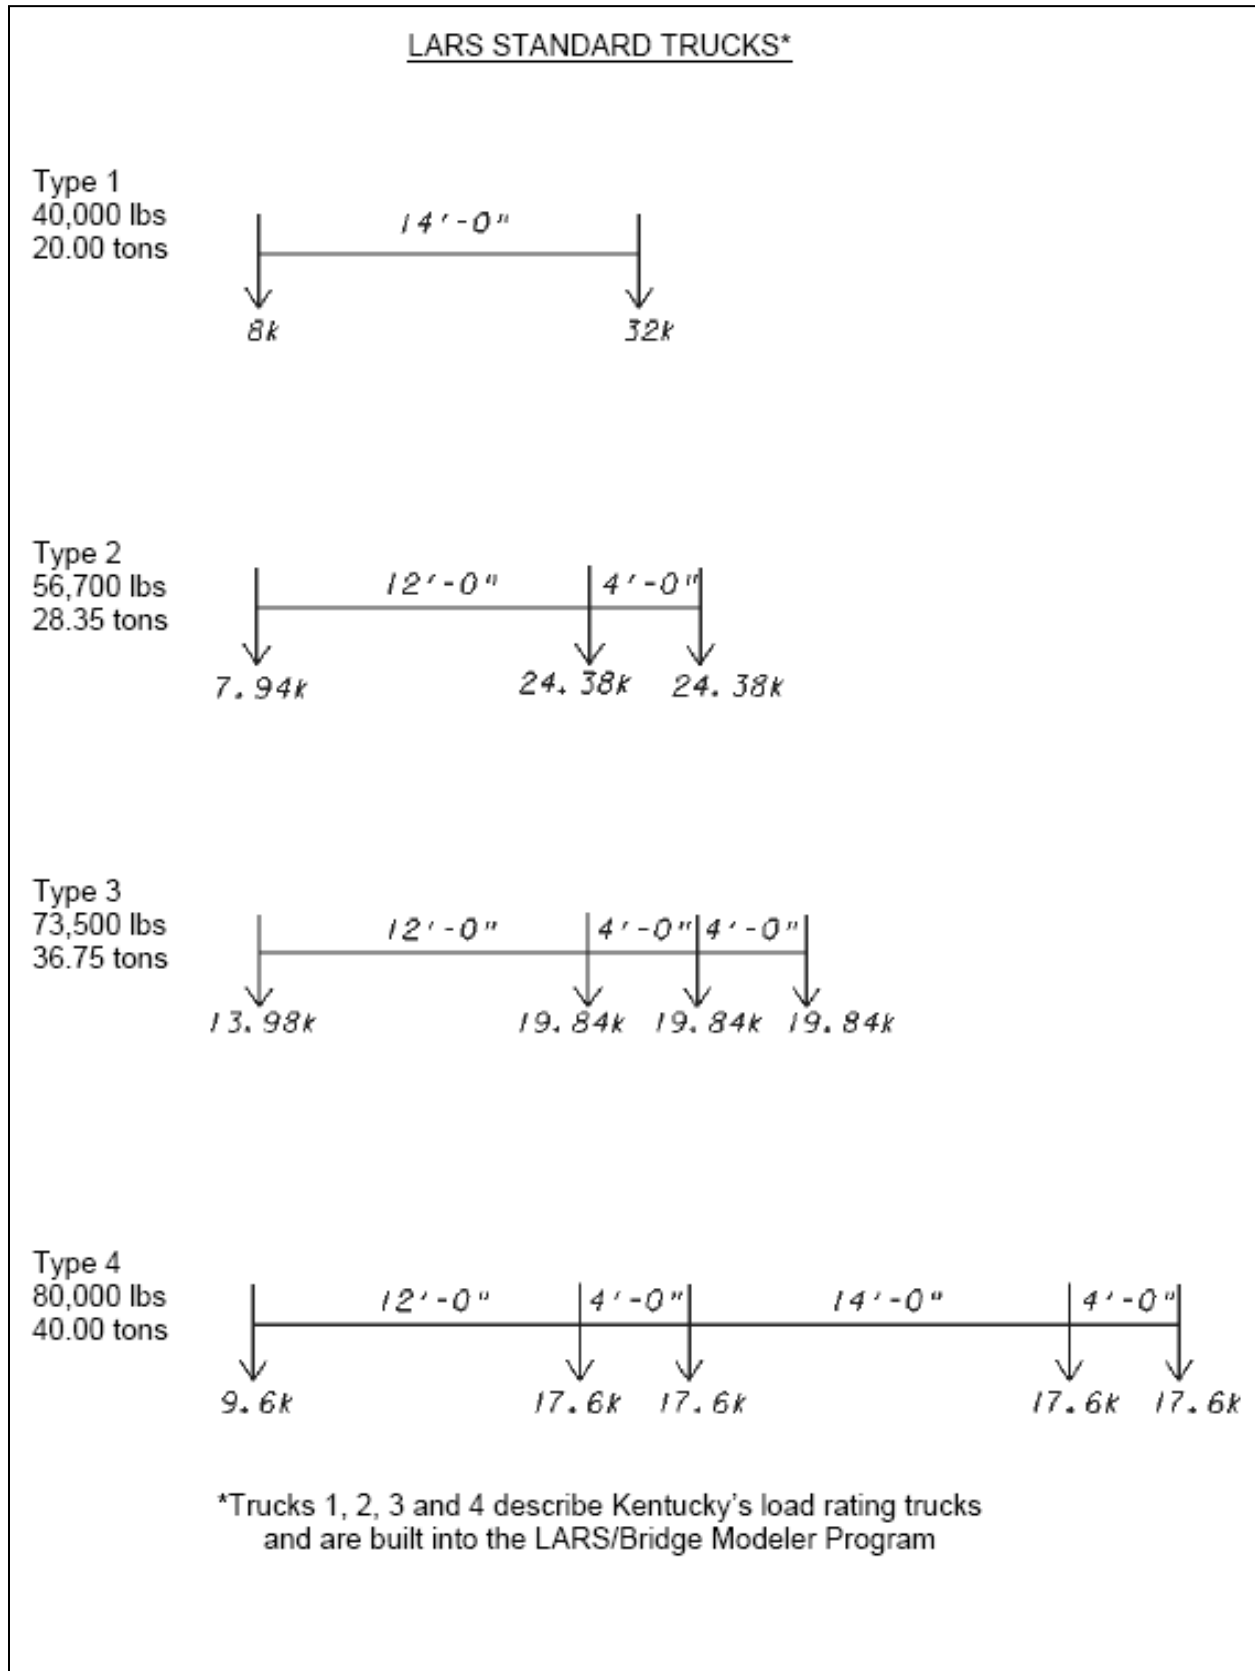 LARS STANDARD TRUCKS*
Type 1
40,000 lbs
20.00 tons
14'-0"
8k 32k
Type 2
56,700 lbs
28.35 tons
12'-0" 4'-0"
7.94k 24.38k 24.38k
Type 3
73,500 lbs
36.75 tons
12'-0" 4'-0" 4'-0"
13.98k 19.84k 19.84k 19.84k
Type 4
80,000 lbs
40.00 tons
12'-0" 4'-0" 14'-0" 4'-0"
9.6k 17.6k 17.6k 17.6k 17.6k
*Trucks 1, 2, 3 and 4 describe Kentucky's load rating trucks
and are built into the LARS/Bridge Modeler Program